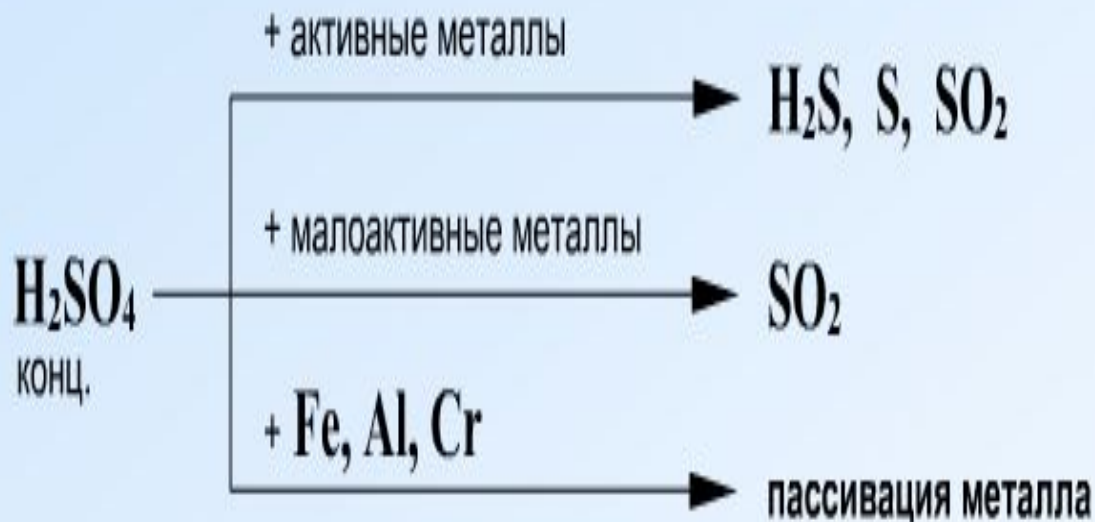 + активные металлы
H₂S, S, SO₂
+ малоактивные металлы
H₂SO₄
SO₂
конц.
+ Fe, Al, Cr
пассивация металла